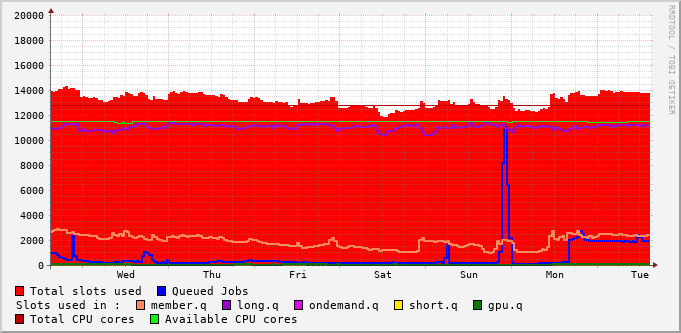 RRDTOOL / TOBI OETIKER
20000
18000
16000
14000
12000
10000
8000
6000
4000
2000
0
Wed Thu Fri Sat Sun Mon Tue
Total slots used Queued Jobs
Slots used in : member.q long.q ondemand.q short.q gpu.q
Total CPU cores Available CPU cores